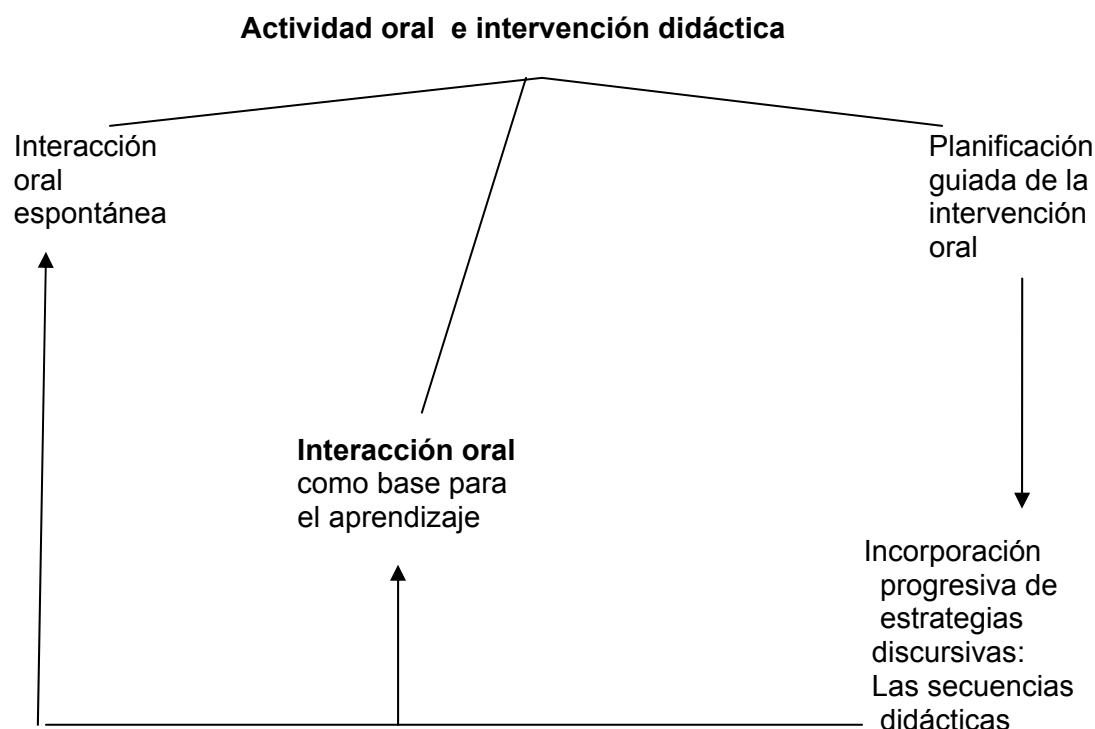 Actividad oral e intervención didáctica
Interacción
oral
espontánea
Planificación
guiada de la
intervención
oral
Interacción oral
como base para
el aprendizaje
Incorporación
progresiva de
estrategias
discursivas:
Las secuencias
didácticas